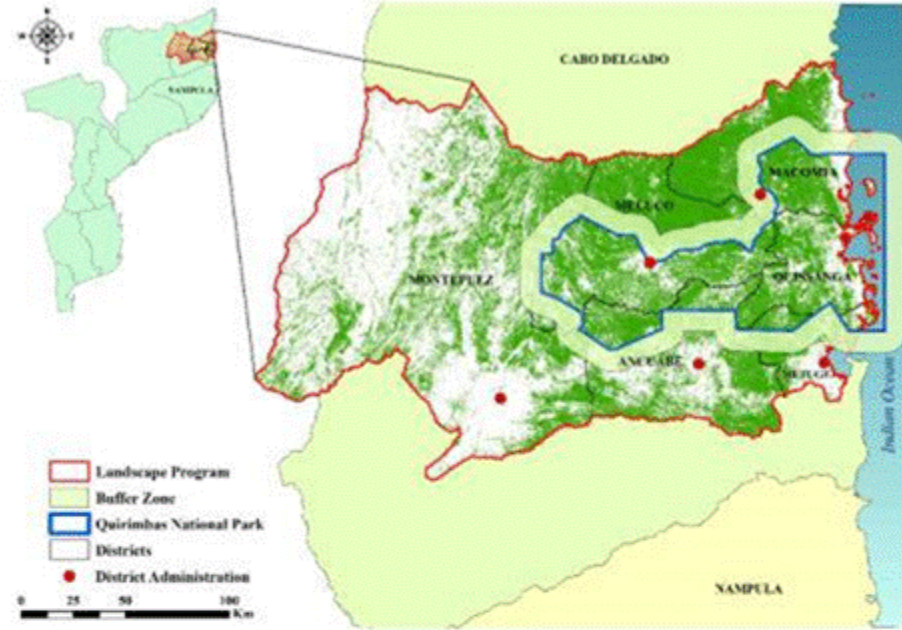 N
W
E
S
NAMPULA
CABO DELGADO
MACOMIA
MELUCO
MONTEPUEZ
QUISSANGA
ANCUABE
METUGE
Indian Ocean
Landscape Program
Buffer Zone
Quirimbas National Park
Districts
District Administration
0 25 50 100
Km
NAMPULA